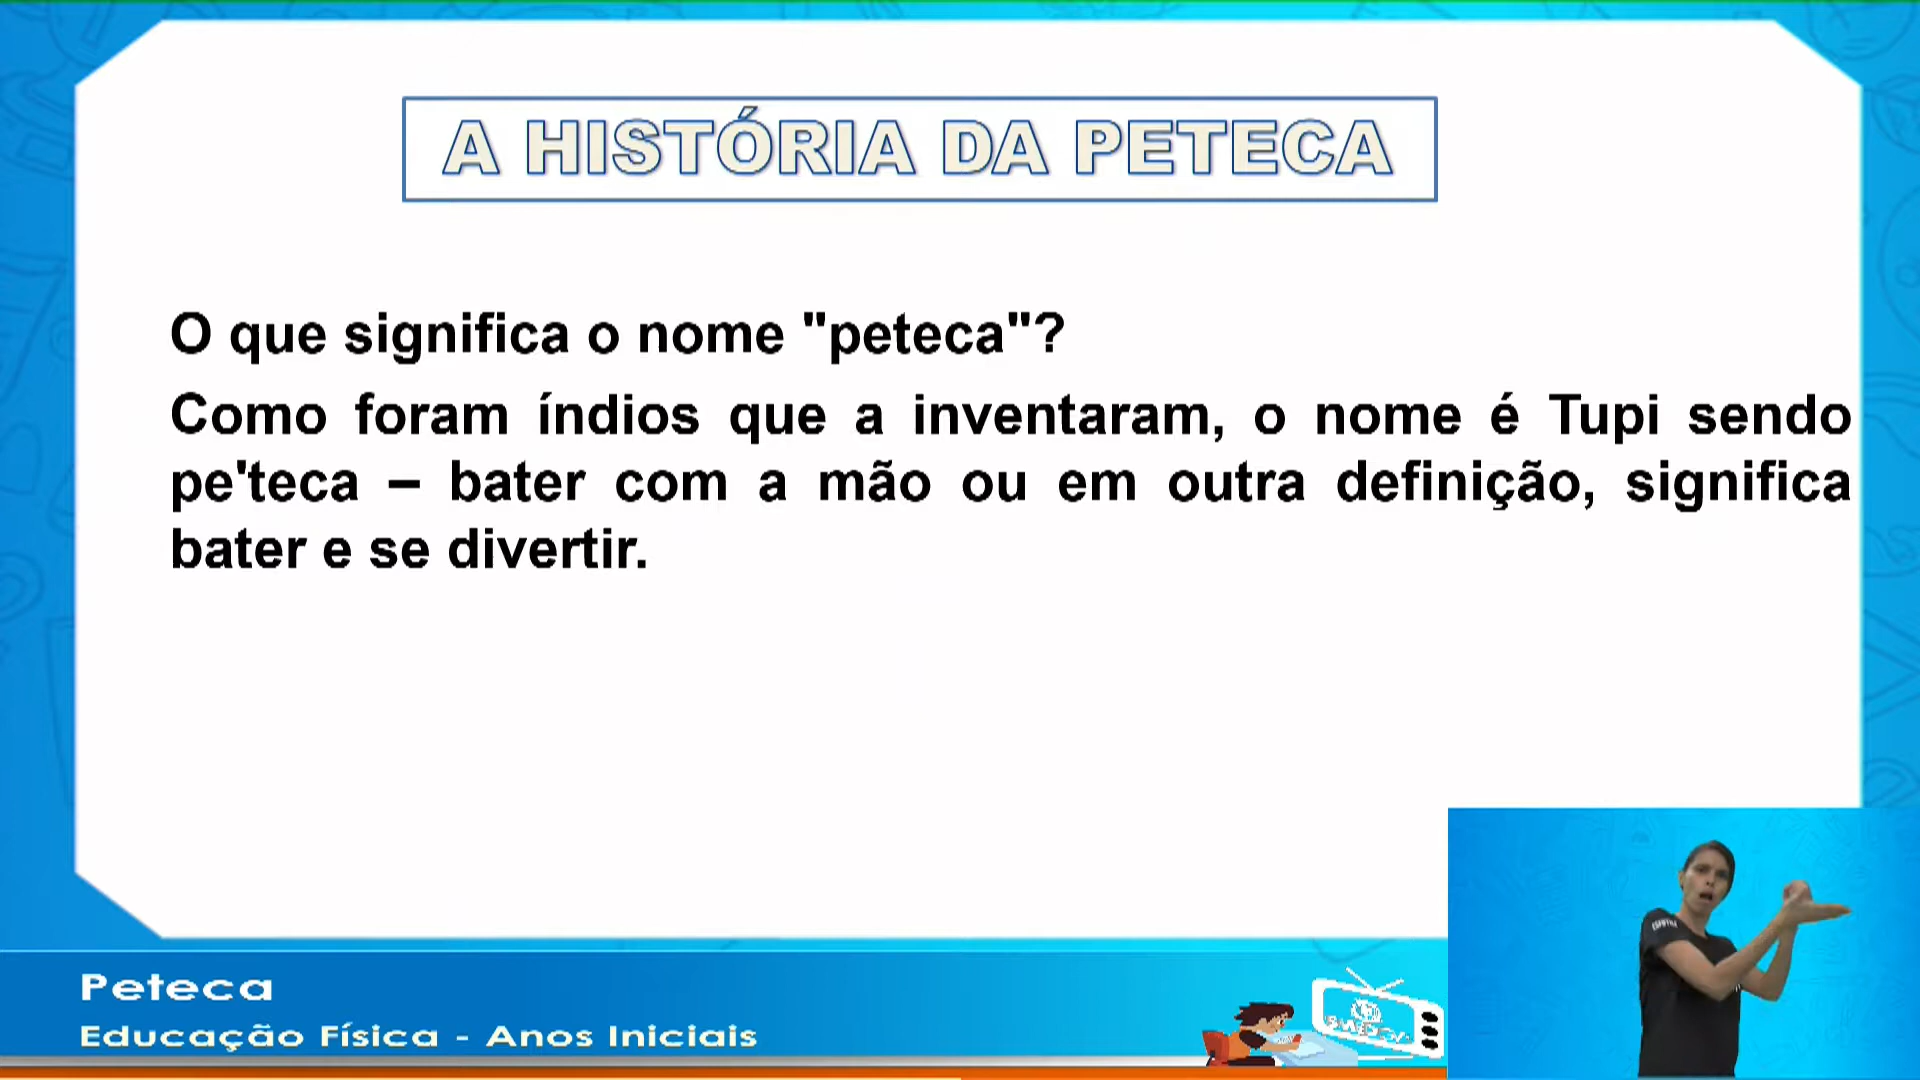 A HISTÓRIA DA PETECA
O que significa o nome "peteca"?
Como foram índios que a inventaram, o nome é Tupi sendo
pe'teca – bater com a mão ou em outra definição, significa
bater e se divertir.
Peteca
Educação Física - Anos Iniciais